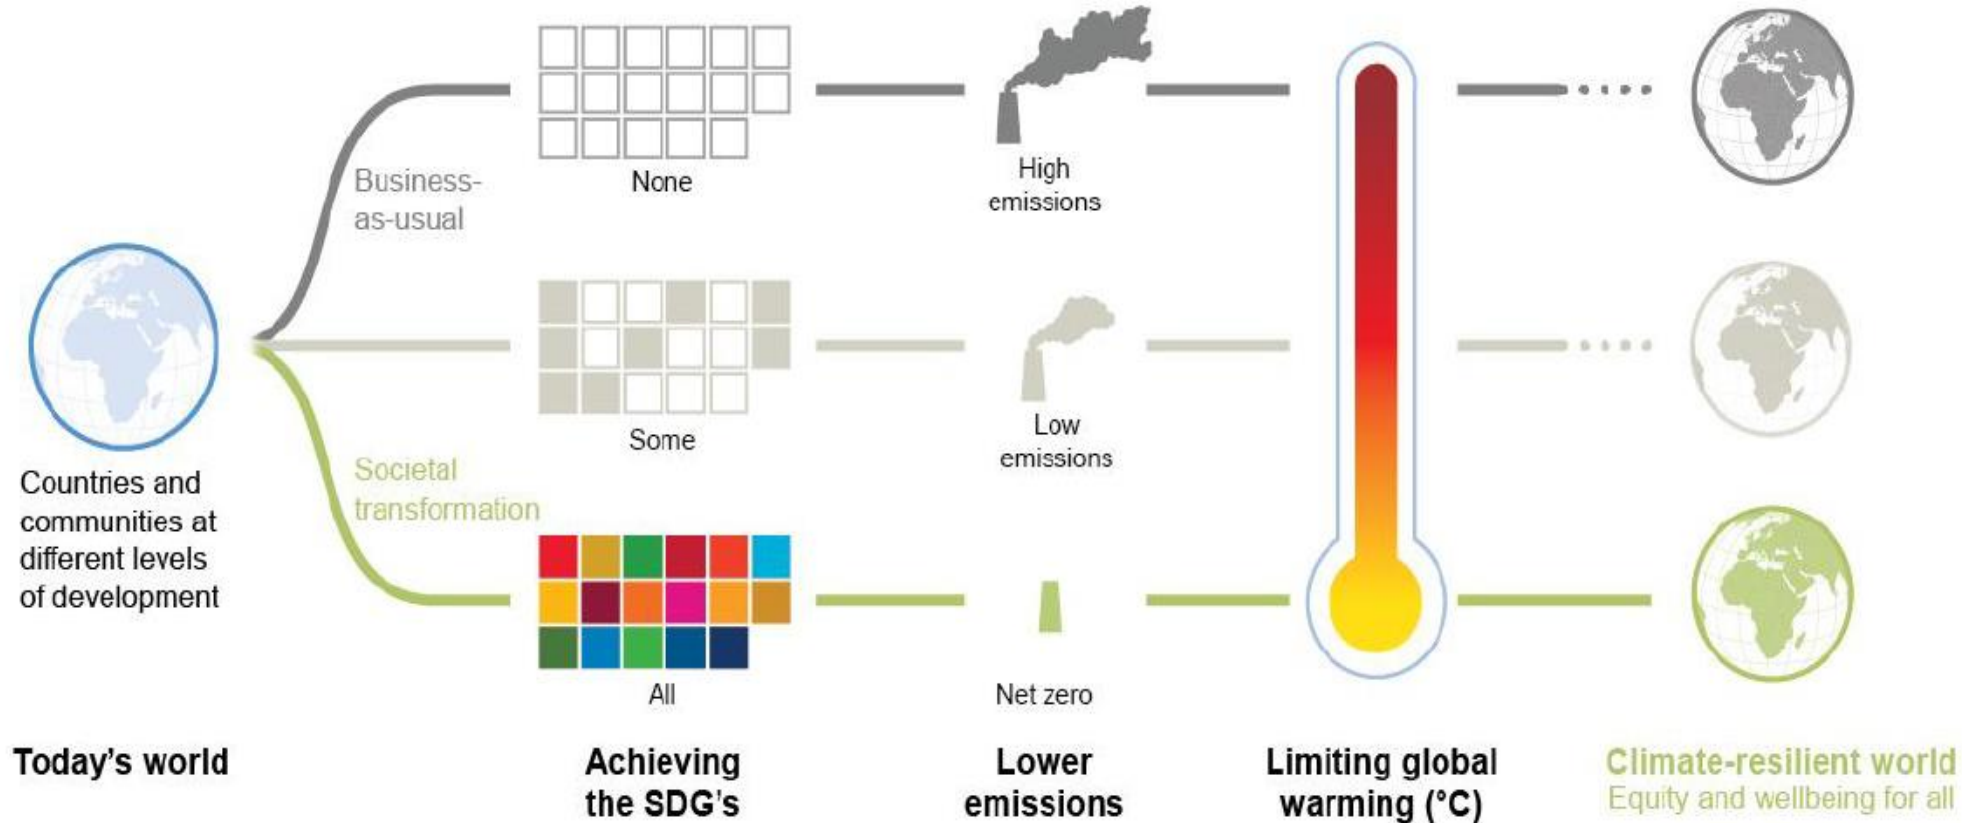 Business-
as-usual
None
High
emissions
Some
Low
emissions
Countries and
communities at
different levels
of development
Societal
transformation
All
Net zero
Today's world
Achieving
the SDG's
Lower
emissions
Limiting global
warming (°C)
Climate-resilient world
Equity and wellbeing for all